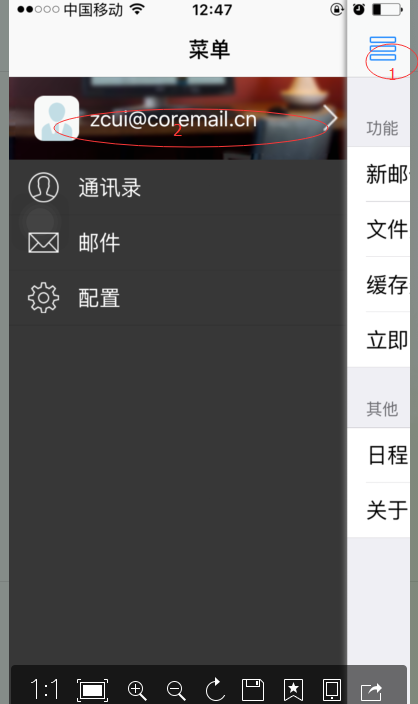 中国移动 12:47
菜单
1
zcui@coremail.cn
2
通讯录
邮件
配置
功能
新邮
文件
缓存
立即
其他
日程
关于
1:1